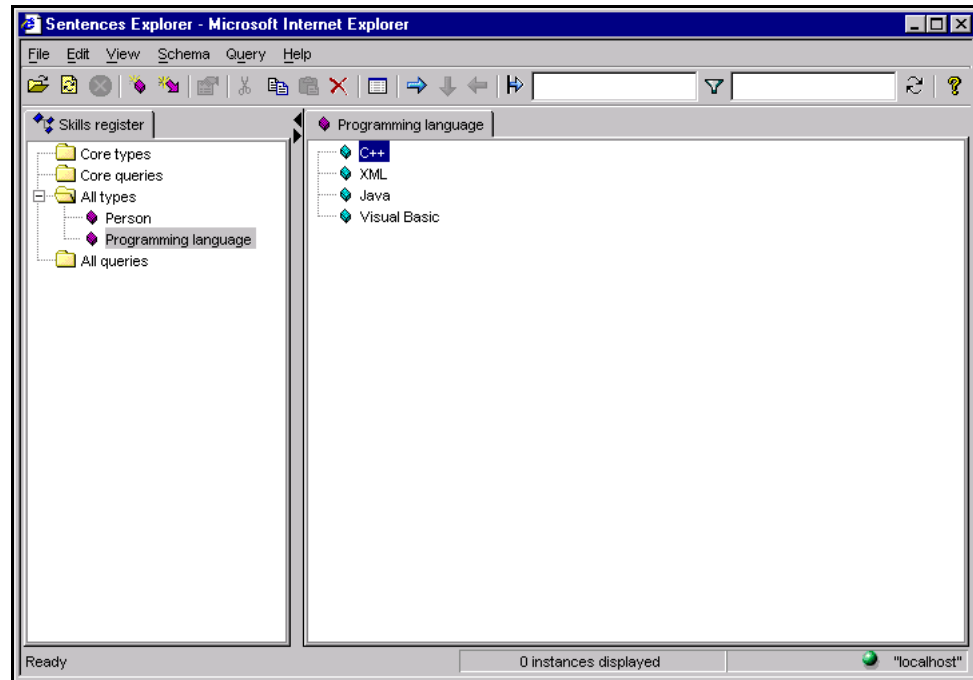 Sentences Explorer - Microsoft Internet Explorer
File Edit View Schema Query Help
Skills register
Core types
Core queries
All types
Person
Programming language
All queries
Programming language
C++
XML
Java
Visual Basic
Ready
0 instances displayed
"localhost"